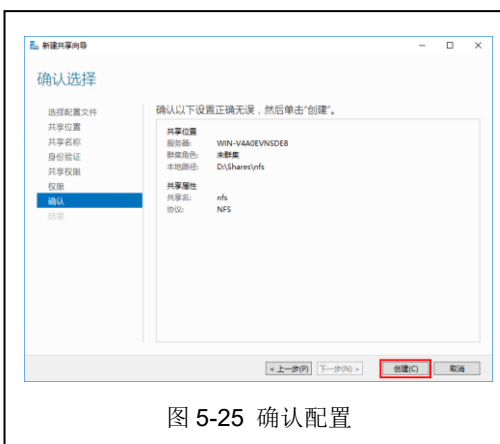 新建共享向导
确认选择
选择配置文件
共享位置
共享名称
身份验证
共享权限
权限
确认
结果
确认以下设置正确无误，然后单击"创建"。
共享位置
服务器: WIN-V4A0EVNSDE8
群集角色: 未群集
本地路径: D:\Shares\nfs
共享属性
共享名: nfs
协议: NFS
< 上一步(P) 下一步(N) > 创建(C) 取消
图 5-25 确认配置